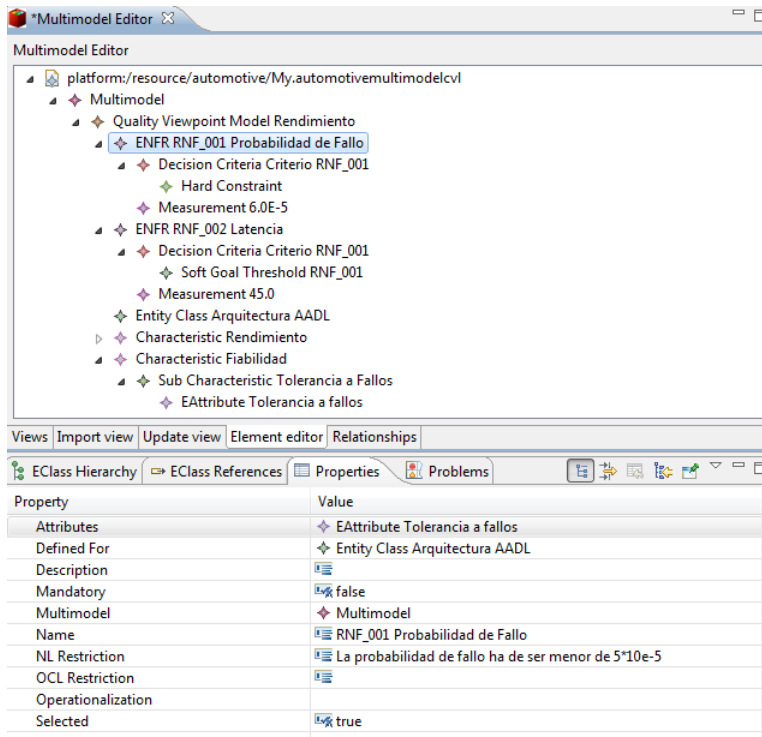 *Multimodel Editor
Multimodel Editor
platform:/resource/automotive/My.automotivemultimodelcvl
Multimodel
Quality Viewpoint Model Rendimiento
ENFR RNF_001 Probabilidad de Fallo
Decision Criteria Criterio RNF_001
Hard Constraint
Measurement 6.0E-5
ENFR RNF_002 Latencia
Decision Criteria Criterio RNF_001
Soft Goal Threshold RNF_001
Measurement 45.0
Entity Class Arquitectura AADL
Characteristic Rendimiento
Characteristic Fiabilidad
Sub Characteristic Tolerancia a Fallos
EAttribute Tolerancia a fallos
Views Import view Update view Element editor Relationships
EClass Hierarchy EClass References Properties Problems
Property Value
Attributes EAttribute Tolerancia a fallos
Defined For Entity Class Arquitectura AADL
Description
Mandatory false
Multimodel Multimodel
Name RNF_001 Probabilidad de Fallo
NL Restriction La probabilidad de fallo ha de ser menor de 5*10e-5
OCL Restriction
Operationalization
Selected true